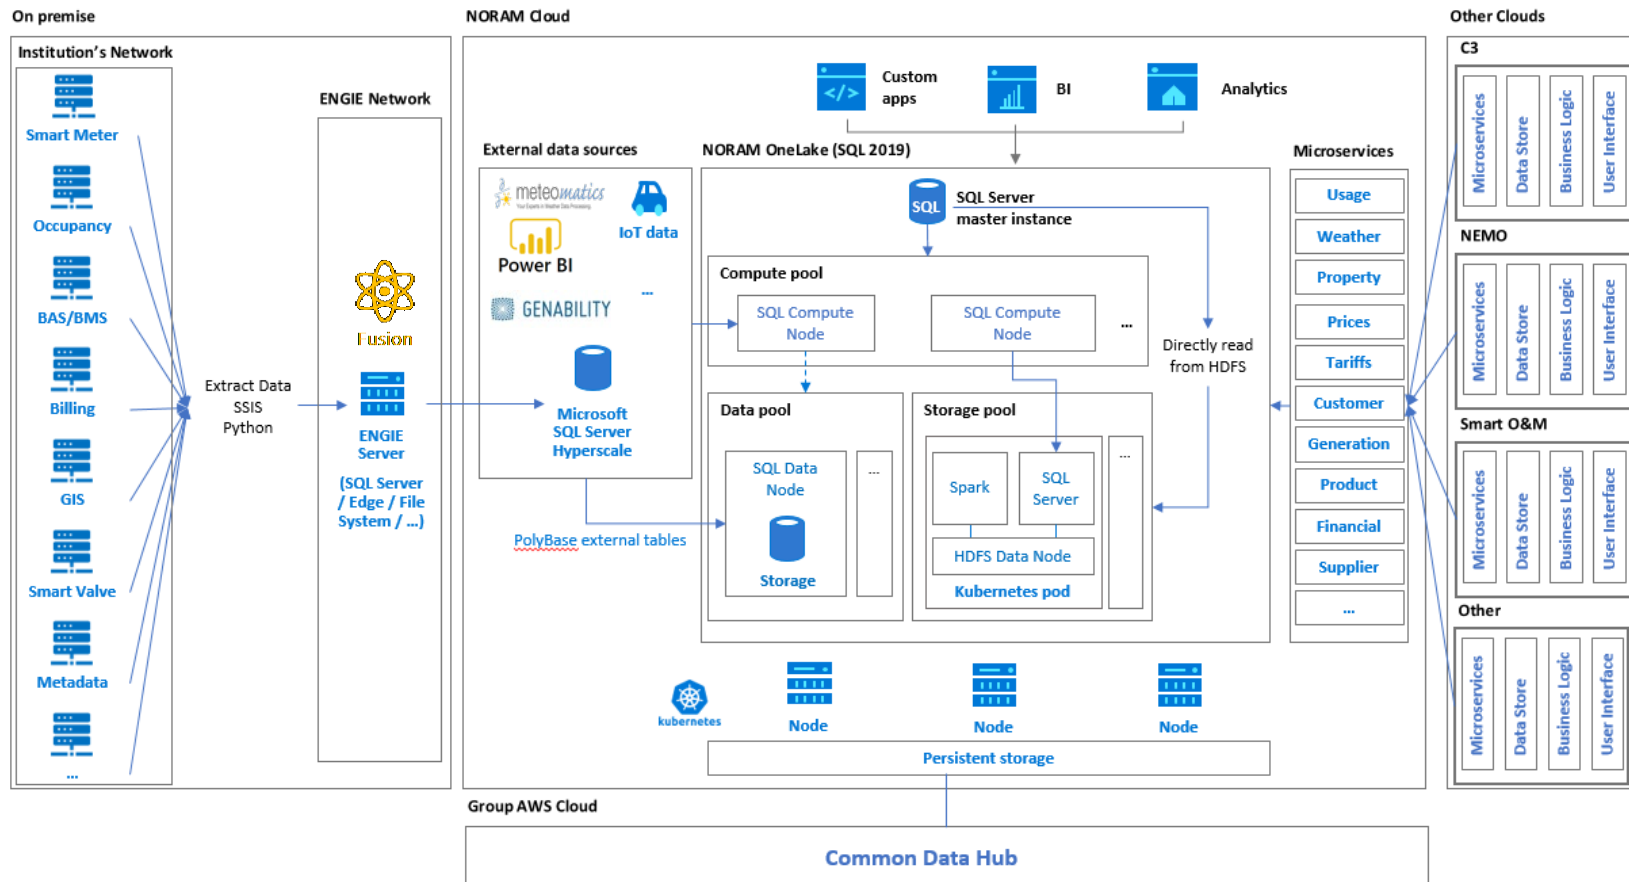 On premise
Institution's Network
Smart Meter
Occupancy
BAS/BMS
Billing
GIS
Smart Valve
Metadata
...
Extract Data
SSIS
Python
ENGIE Network
Fusion
ENGIE
Server
(SQL Server
/ Edge / File
System / ...)
NORAM Cloud
Custom
apps
BI
Analytics
External data sources
meteomatics
Your Experts in Weather Data Processing
IoT data
Power BI
...
GENABILITY
Microsoft
SQL Server
Hyperscale
PolyBase external tables
NORAM OneLake (SQL 2019)
SQL
SQL Server
master instance
Compute pool
SQL Compute
Node
SQL Compute
Node
...
Directly read
from HDFS
Data pool
SQL Data
Node
Storage
...
Storage pool
Spark
SQL
Server
HDFS Data Node
Kubernetes pod
...
Microservices
Usage
Weather
Property
Prices
Tariffs
Customer
Generation
Product
Financial
Supplier
...
kubernetes
Node
Node
Node
Persistent storage
Group AWS Cloud
Common Data Hub
Other Clouds
C3
Microservices
Data Store
Business Logic
User Interface
NEMO
Microservices
Data Store
Business Logic
User Interface
Smart O&M
Microservices
Data Store
Business Logic
User Interface
Other
Microservices
Data Store
Business Logic
User Interface